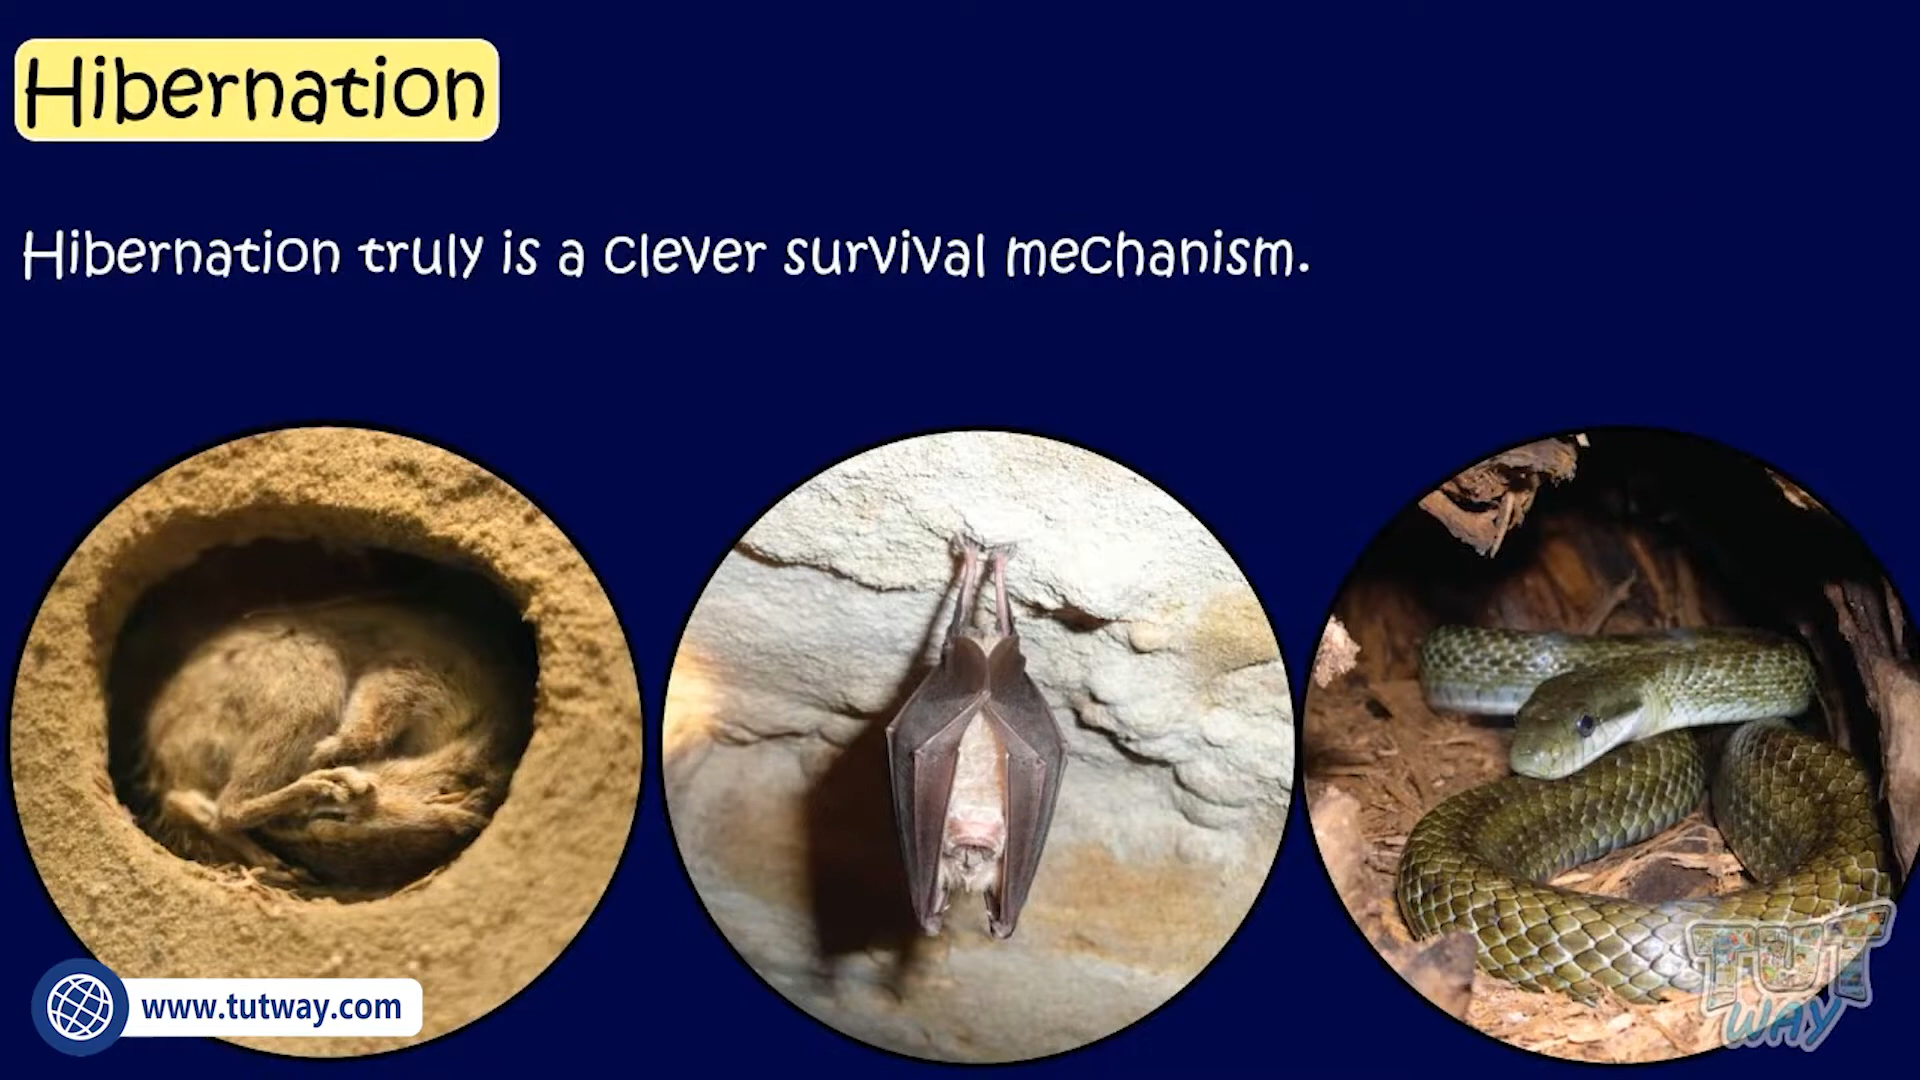 Hibernation
Hibernation truly is a clever survival mechanism.
www.tutway.com
TUT
WAY